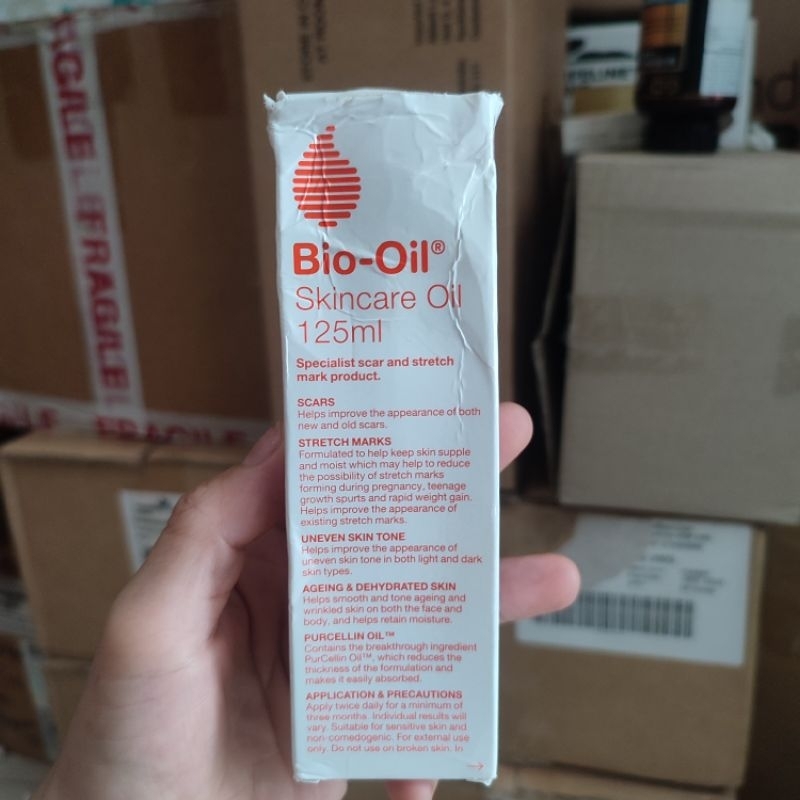 Bio-Oil®
Skincare Oil
125ml
Specialist scar and stretch
mark product.
SCARS
Helps improve the appearance of both
new and old scars.
STRETCH MARKS
Formulated to help keep skin supple
and moist which may help to reduce
the possibility of stretch marks
forming during pregnancy, teenage
growth spurts and rapid weight gain.
Helps improve the appearance of
existing stretch marks.
UNEVEN SKIN TONE
Helps improve the appearance of
uneven skin tone in both light and dark
skin types.
AGEING & DEHYDRATED SKIN
Helps smooth and tone ageing and
wrinkled skin on both the face and
body, and helps retain moisture.
PURCELLIN OIL™
Contains the breakthrough ingredient
PurCellin Oil™, which reduces the
thickness of the formulation and
makes it easily absorbed.
APPLICATION & PRECAUTIONS
Apply twice daily for a minimum of
three months. Individual results will
vary. Suitable for sensitive skin and
non-comedogenic. For external use
only. Do not use on broken skin. In
FRAGILE
FRAGILE